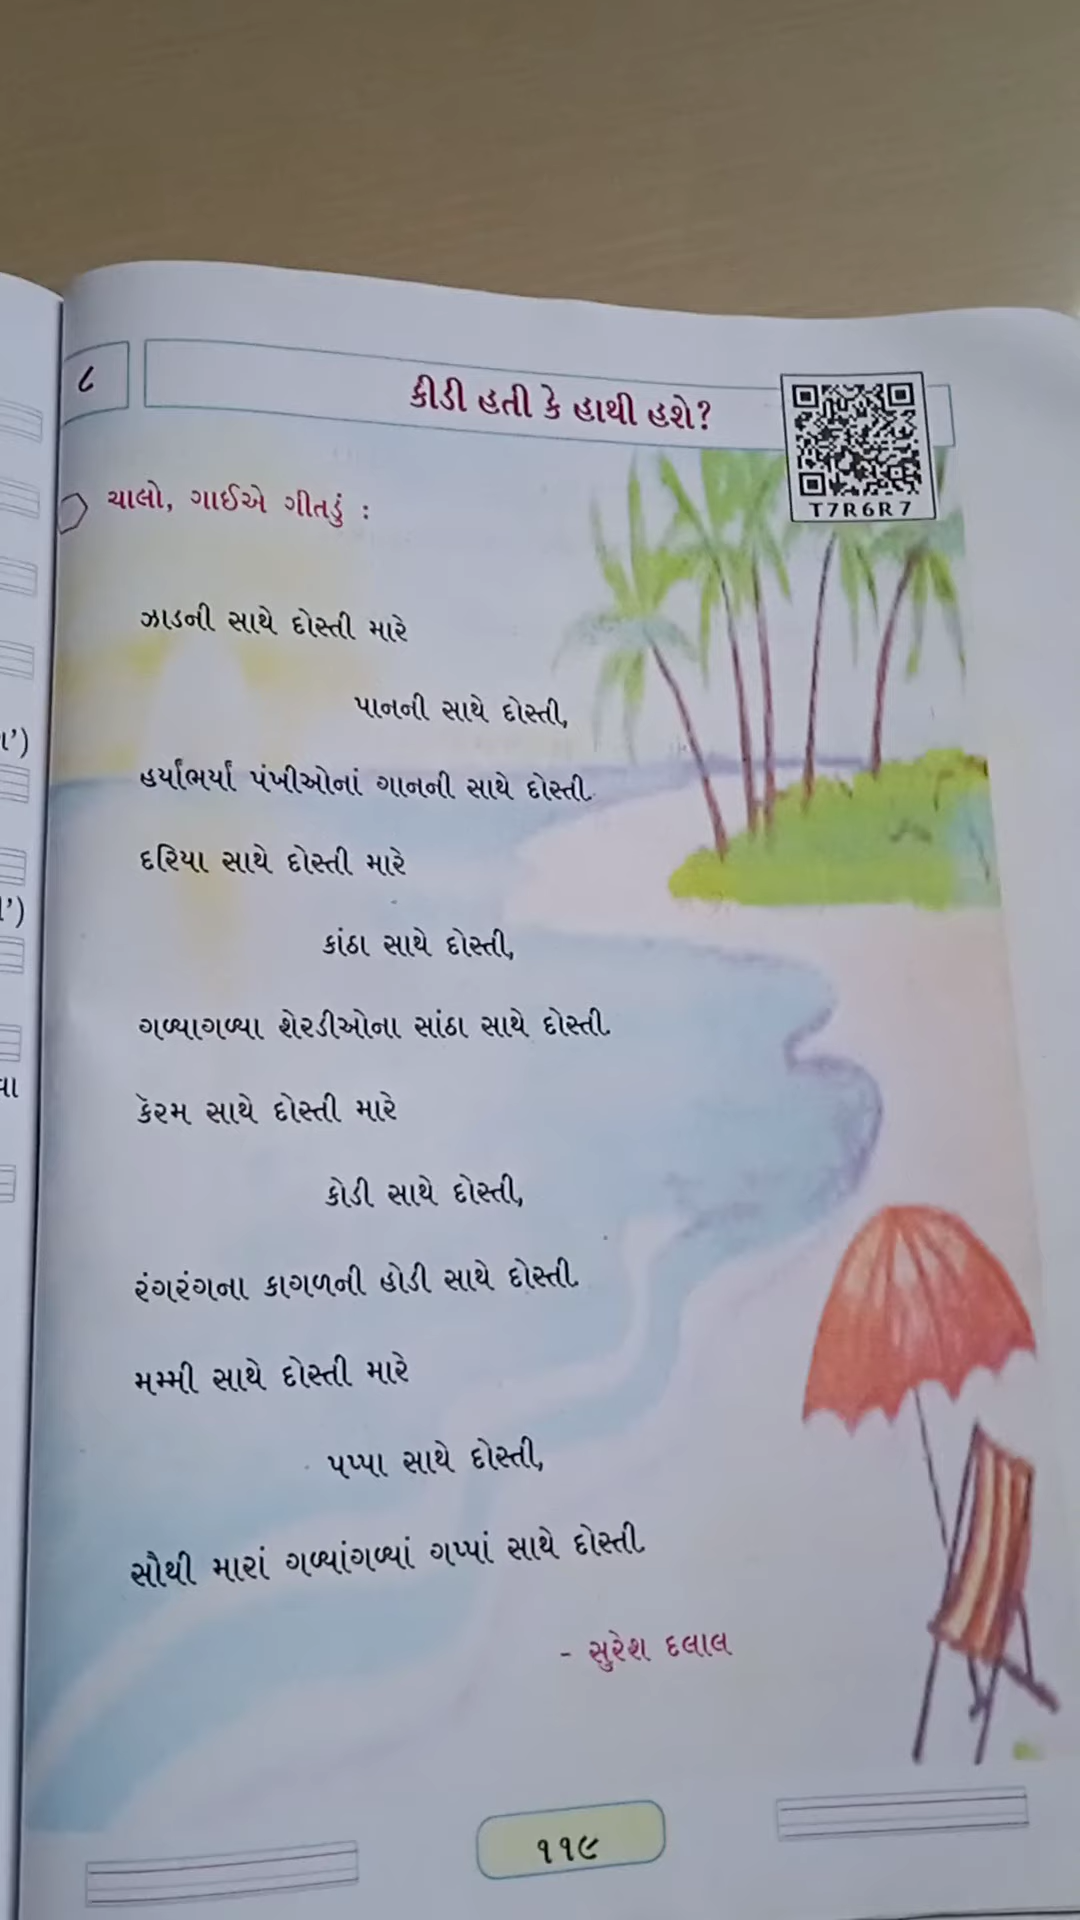 ૮
કીડી હતી કે હાથી હશે?
T7R6R7
ચાલો, ગાઈએ ગીતડું :
ઝાડની સાથે દોસ્તી મારે
પાનની સાથે દોસ્તી,
હર્યાંભર્યાં પંખીઓનાં ગાનની સાથે દોસ્તી.
દરિયા સાથે દોસ્તી મારે
કાંઠા સાથે દોસ્તી,
ગળ્યાગળ્યા શેરડીઓના સાંઠા સાથે દોસ્તી.
કૅરમ સાથે દોસ્તી મારે
કોડી સાથે દોસ્તી,
રંગરંગના કાગળની હોડી સાથે દોસ્તી.
મમ્મી સાથે દોસ્તી મારે
પપ્પા સાથે દોસ્તી,
સૌથી મારાં ગળ્યાંગળ્યાં ગપ્પાં સાથે દોસ્તી.
- સુરેશ દલાલ
૧૧૯